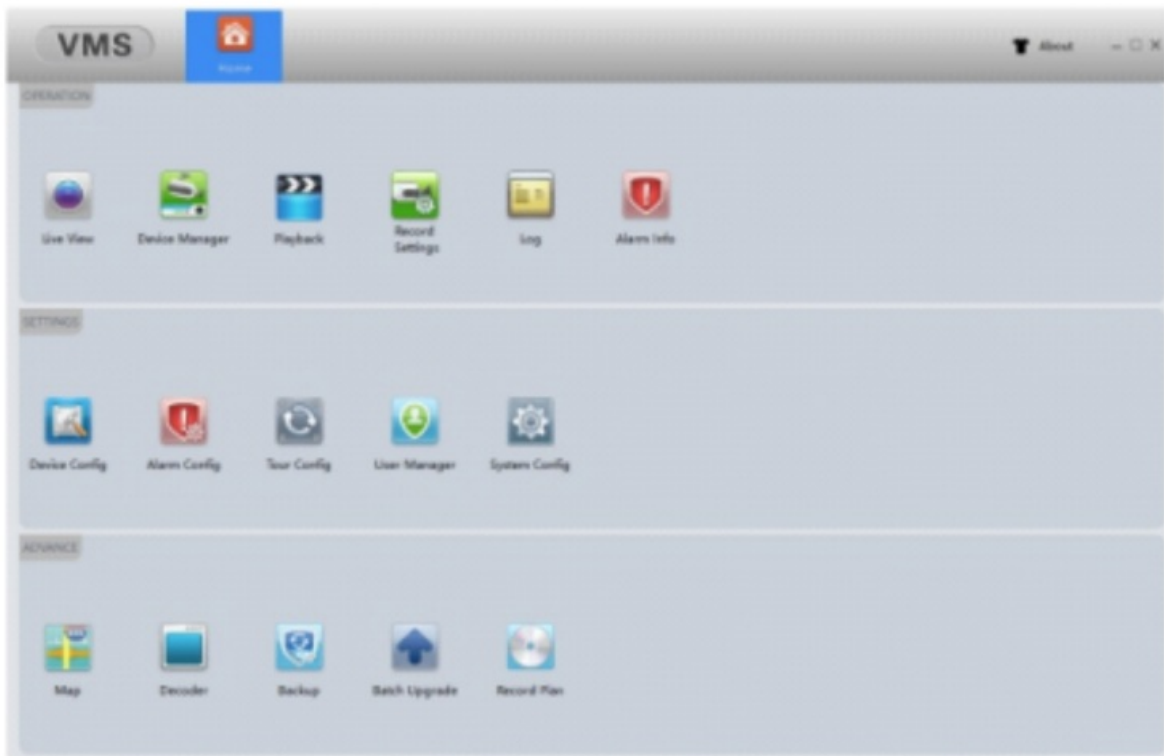 VMS
Home
About
OPERATION
Live View
Device Manager
Playback
Record
Settings
Log
Alarm Info
SETTINGS
Device Config
Alarm Config
Tour Config
User Manager
System Config
ADVANCE
Map
Decoder
Backup
Batch Upgrade
Record Plan